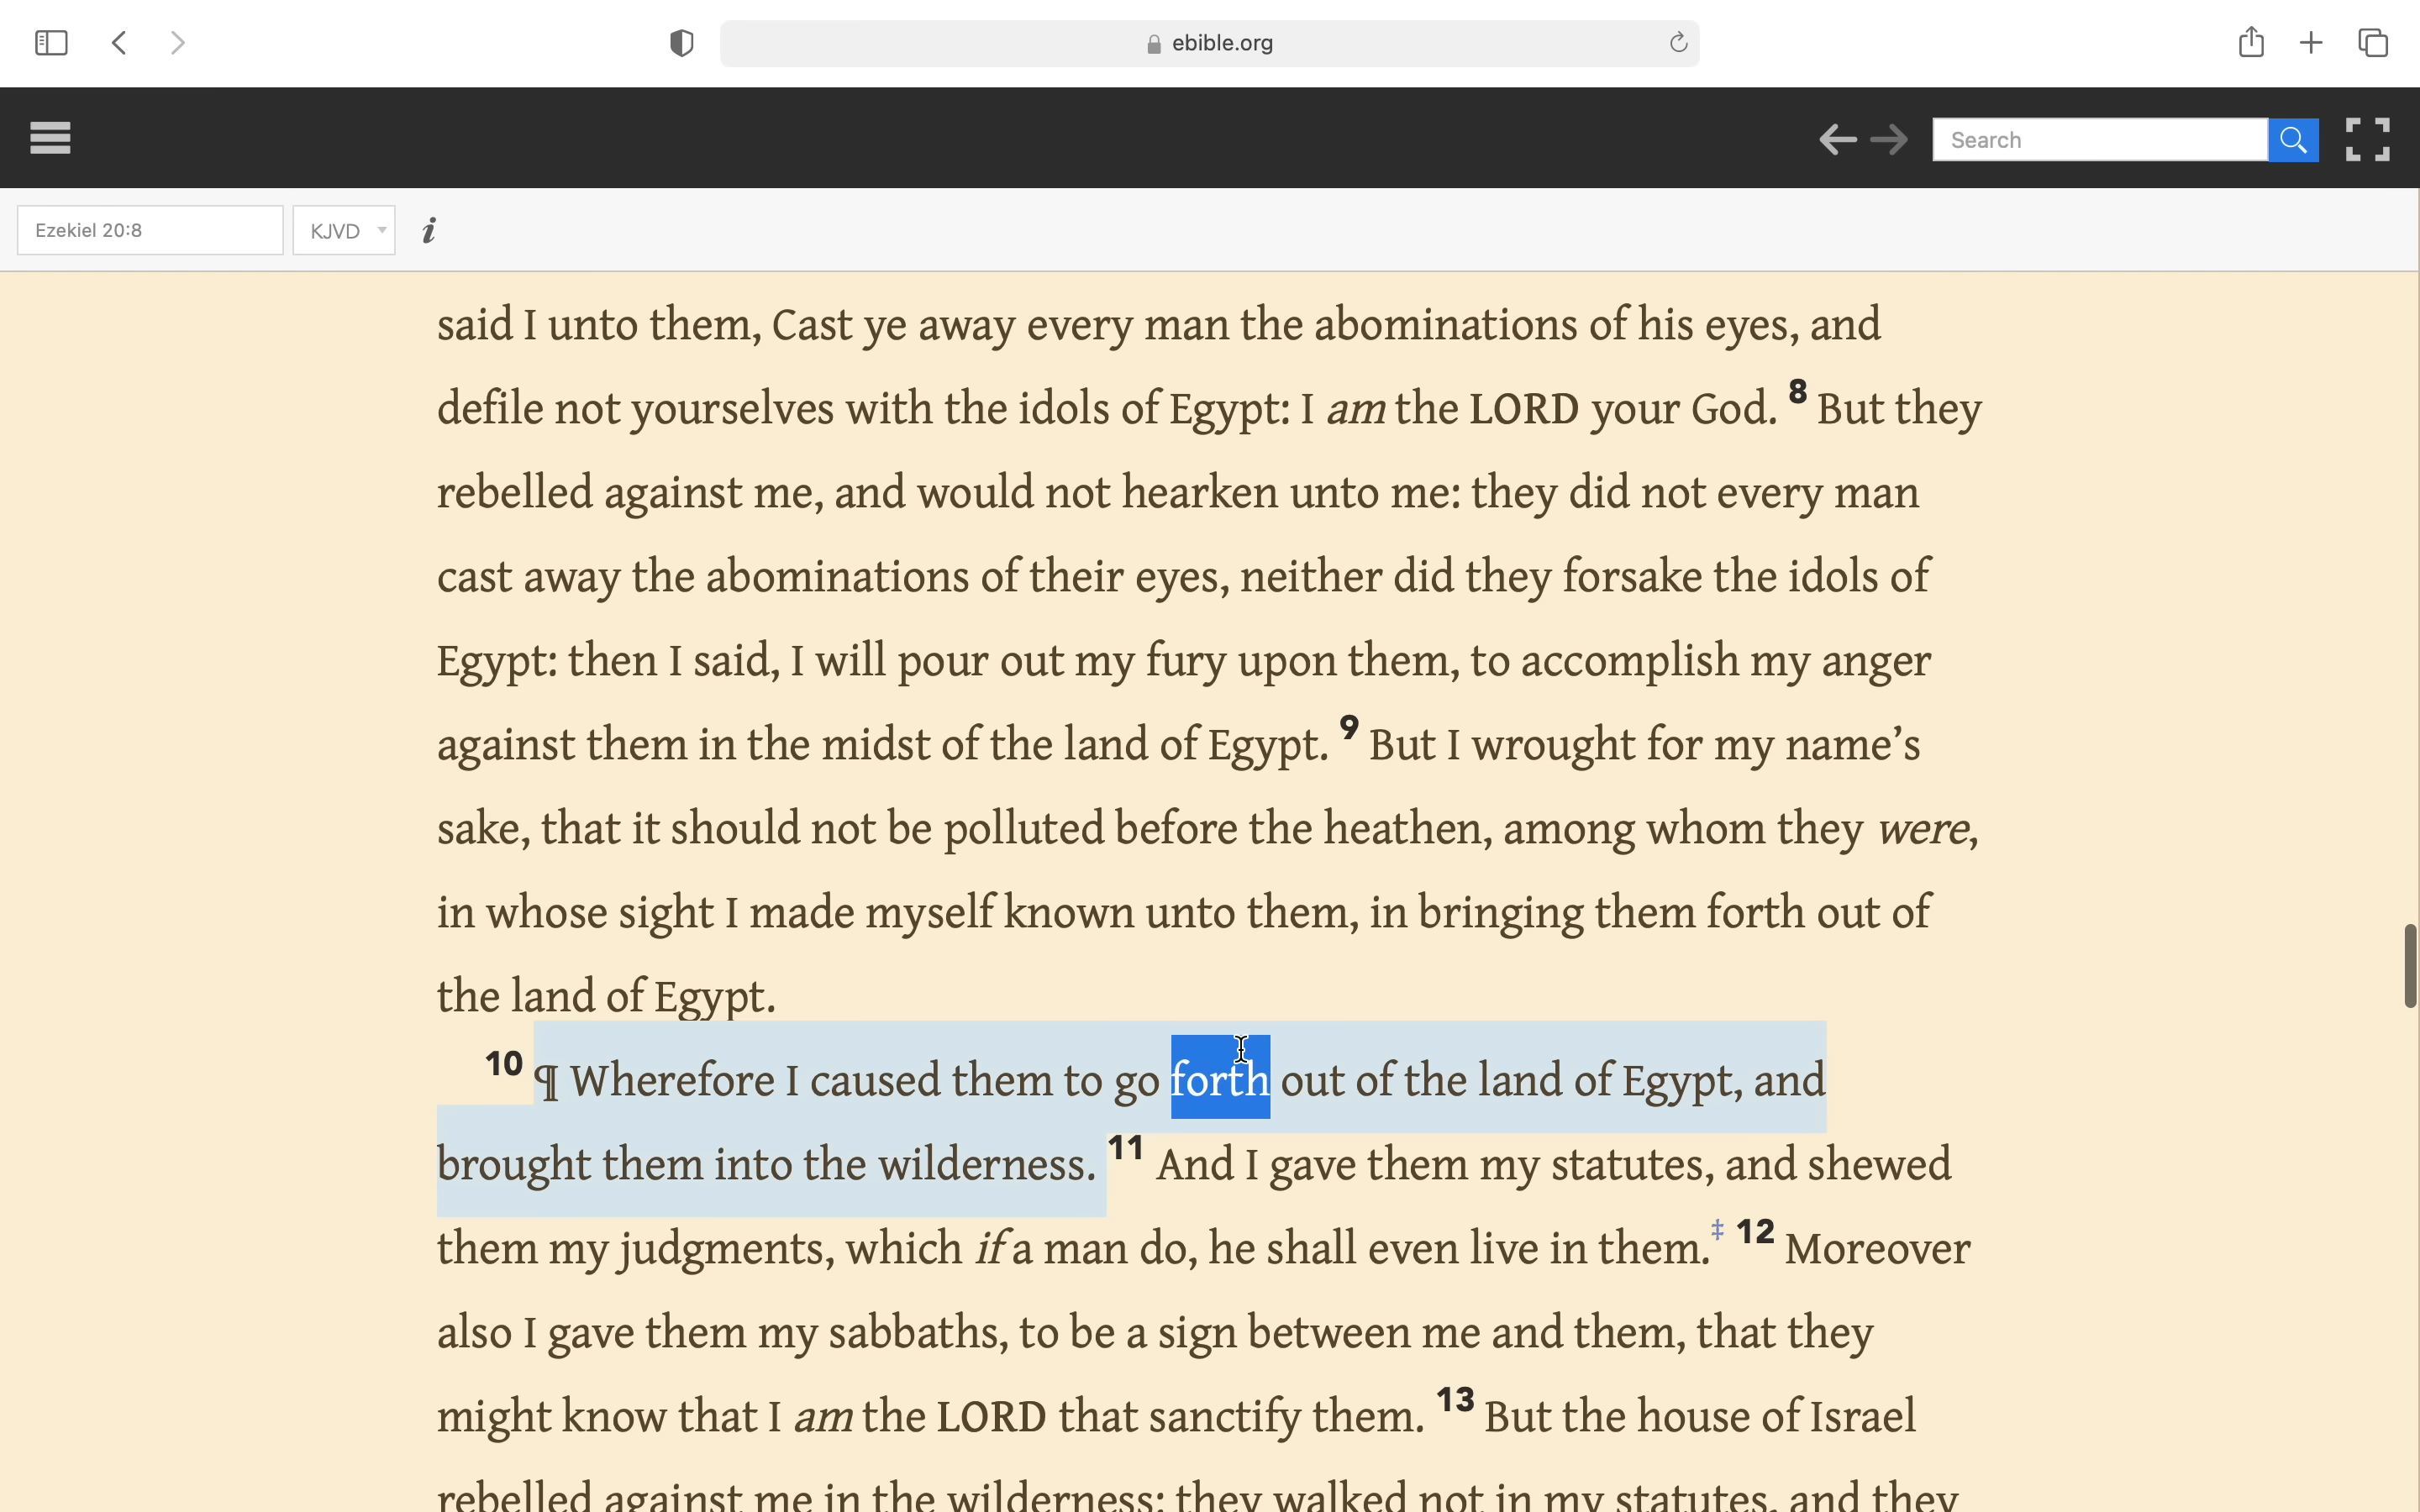 ebible.org
Search
Ezekiel 20:8 KJVD i
said I unto them, Cast ye away every man the abominations of his eyes, and
defile not yourselves with the idols of Egypt: I am the LORD your God. 8 But they
rebelled against me, and would not hearken unto me: they did not every man
cast away the abominations of their eyes, neither did they forsake the idols of
Egypt: then I said, I will pour out my fury upon them, to accomplish my anger
against them in the midst of the land of Egypt. 9 But I wrought for my name’s
sake, that it should not be polluted before the heathen, among whom they were,
in whose sight I made myself known unto them, in bringing them forth out of
the land of Egypt.
10 ¶ Wherefore I caused them to go forth out of the land of Egypt, and
brought them into the wilderness. 11 And I gave them my statutes, and shewed
them my judgments, which if a man do, he shall even live in them.‡ 12 Moreover
also I gave them my sabbaths, to be a sign between me and them, that they
might know that I am the LORD that sanctify them. 13 But the house of Israel
rebelled against me in the wilderness: they walked not in my statutes, and they